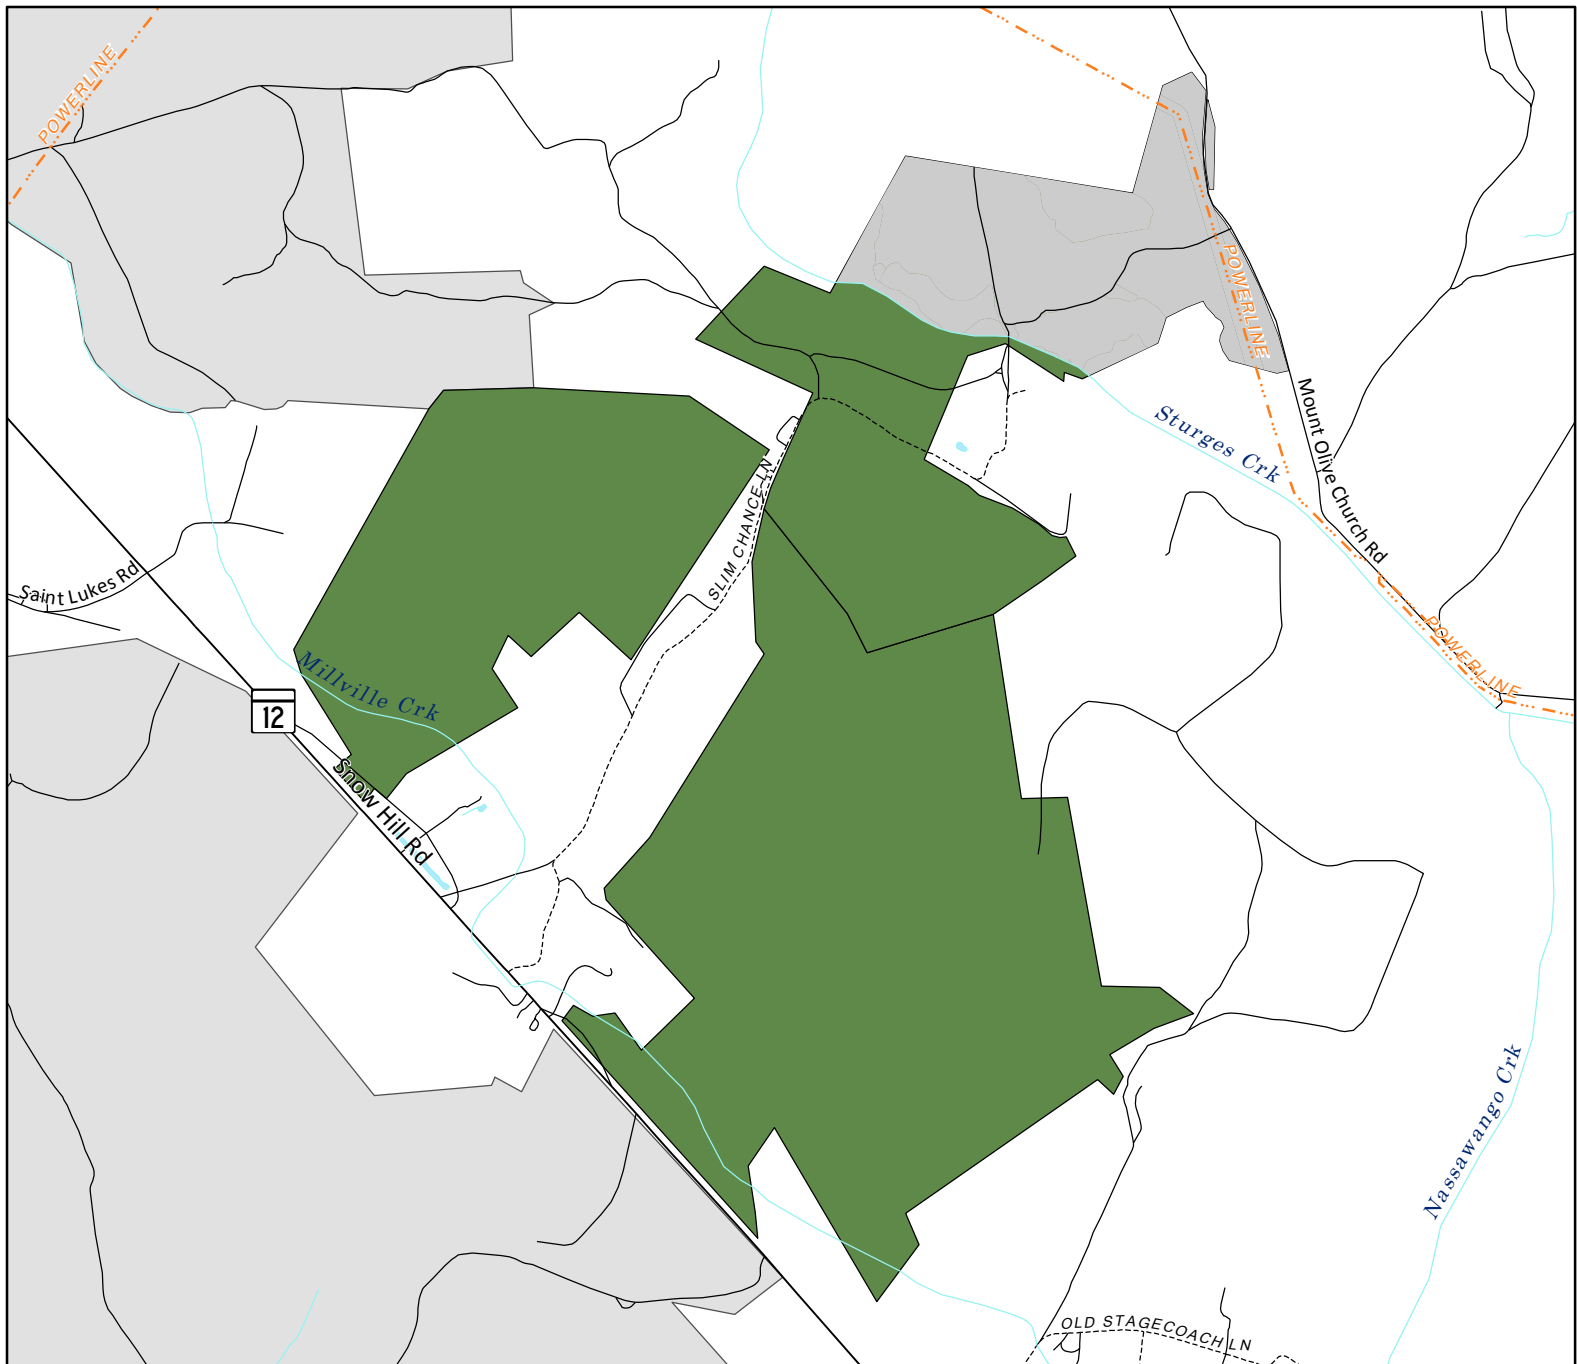 POWERLINE
POWERLINE
Mount Olive Church Rd
Sturges Crk
SLIM CHANCE LN
Saint Lukes Rd
Millville Crk
12
Snow Hill Rd
POWERLINE
Nassawango Crk
OLD STAGECOACH LN